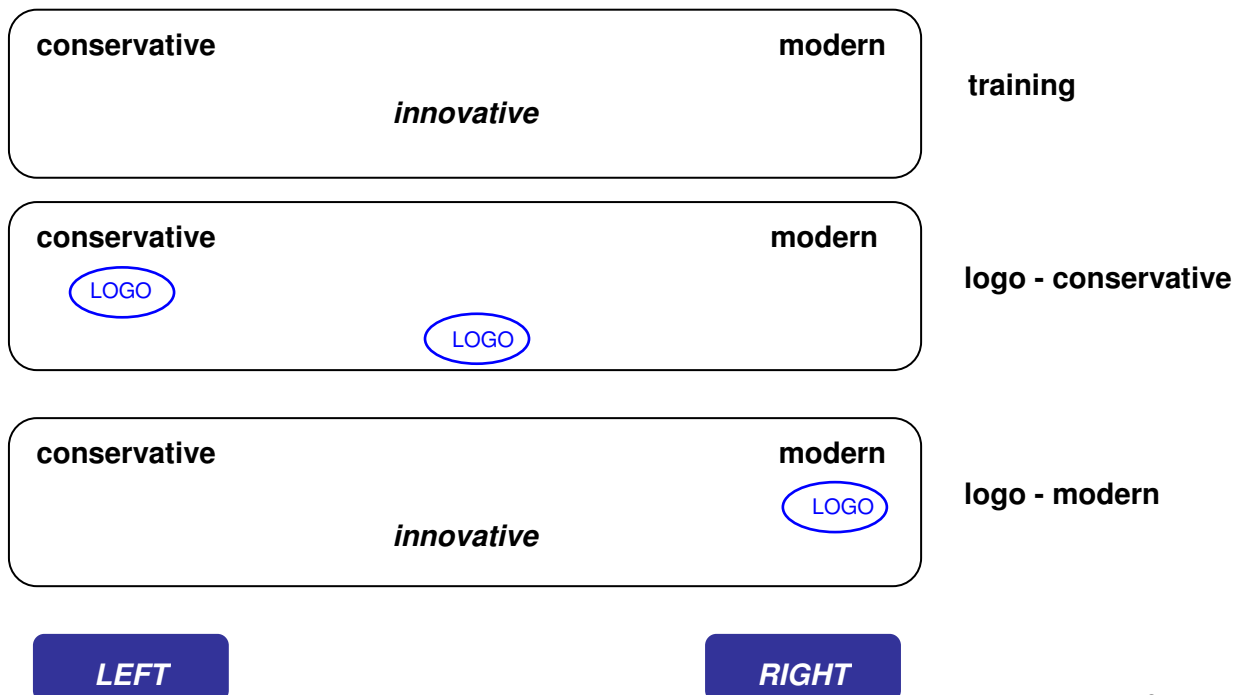 conservative modern
training
innovative
conservative modern
logo - conservative
LOGO
LOGO
conservative modern
logo - modern
LOGO
innovative
LEFT RIGHT